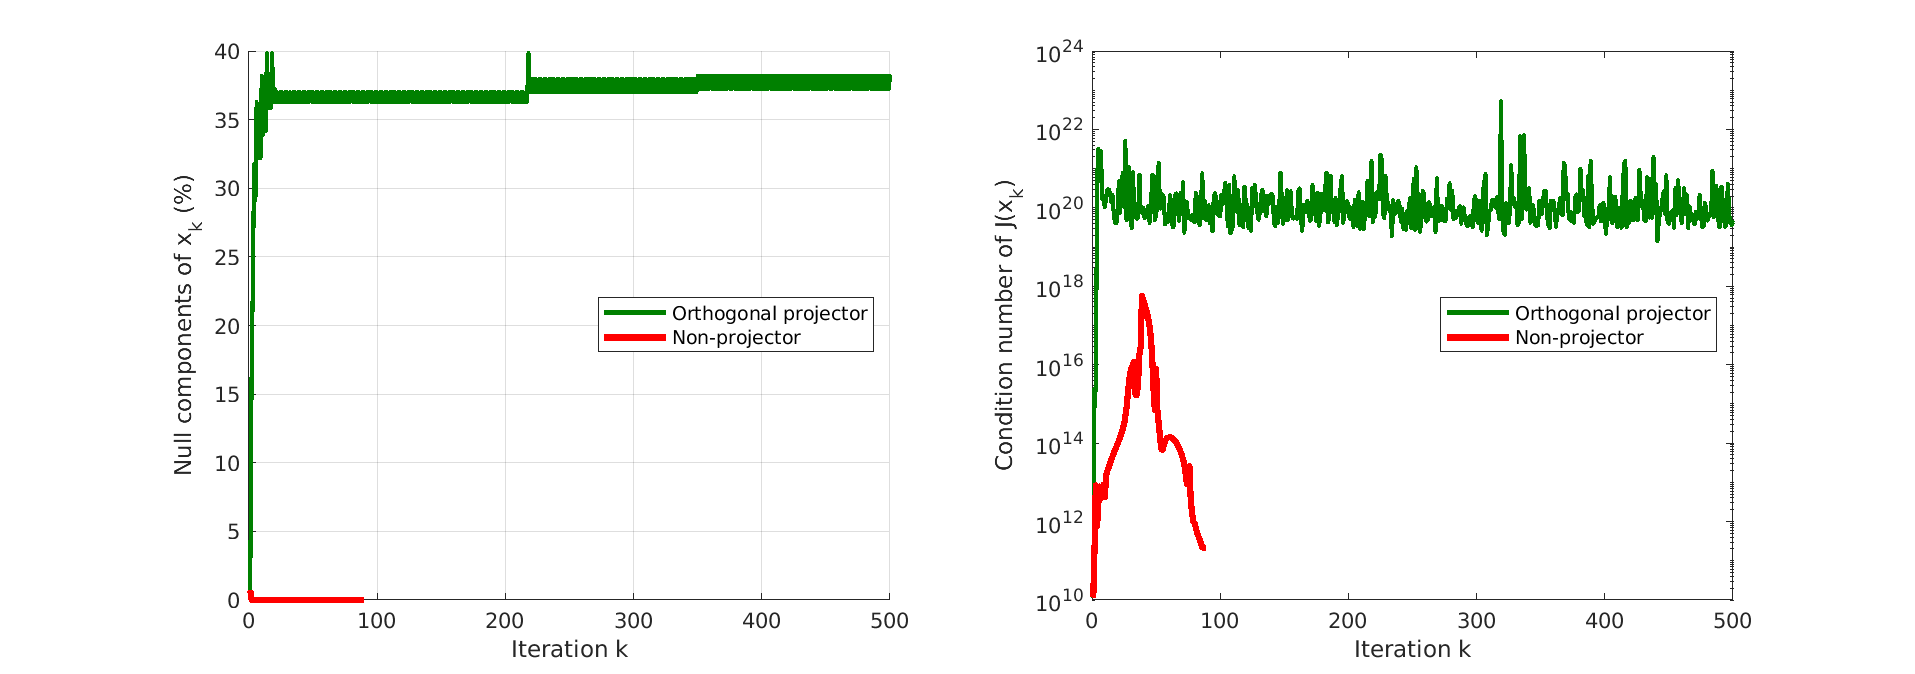 40
35
30
25
20
15
10
5
0
Null components of x_k (%)
0 100 200 300 400 500
Iteration k
Orthogonal projector
Non-projector
10^24
10^22
10^20
10^18
10^16
10^14
10^12
10^10
Condition number of J(x_k)
0 100 200 300 400 500
Iteration k
Orthogonal projector
Non-projector